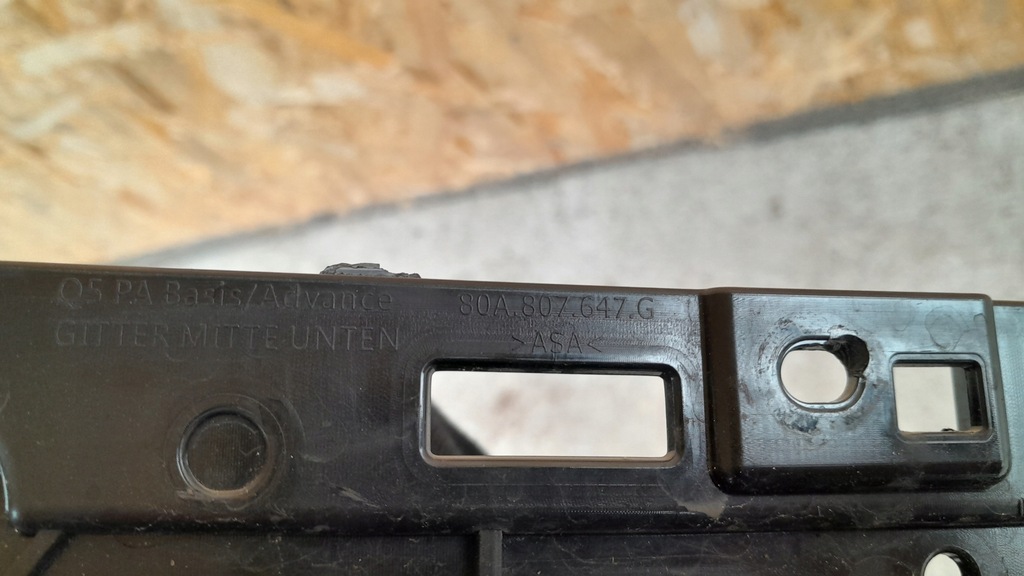 Q5 PA Basis/Advance
GITTER MITTE UNTEN
80A.807.647.G
>ASA<